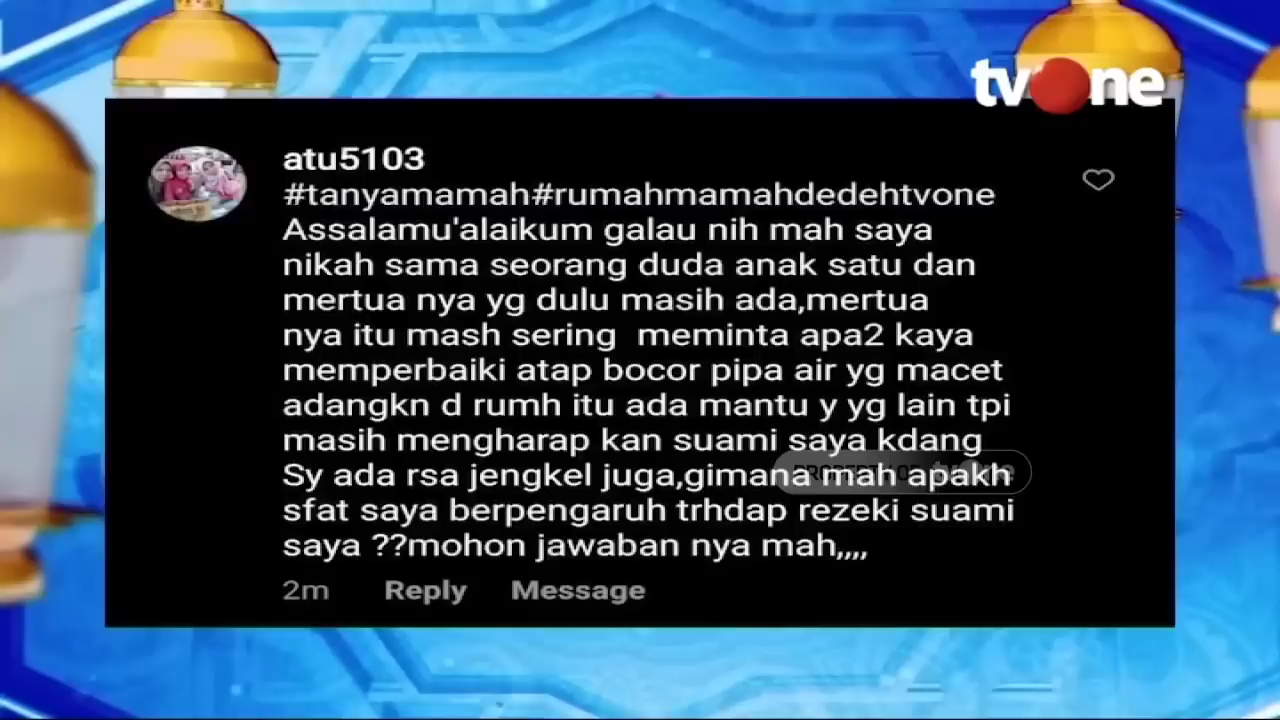 tvOne
atu5103
#tanyamamah#rumahmamahdedehtvone
Assalamu'alaikum galau nih mah saya
nikah sama seorang duda anak satu dan
mertua nya yg dulu masih ada,mertua
nya itu mash sering meminta apa2 kaya
memperbaiki atap bocor pipa air yg macet
adangkn d rumh itu ada mantu y yg lain tpi
masih mengharap kan suami saya kdang
Sy ada rsa jengkel juga,gimana mah apakh
sfat saya berpengaruh trhdap rezeki suami
saya ??mohon jawaban nya mah,,,,
2m Reply Message
PROPERTY OF tvOne